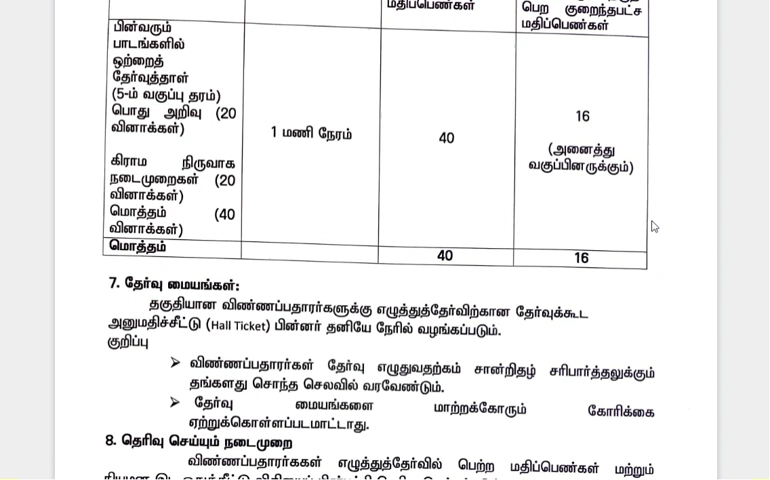 மதிப்பெண்கள்
பெற குறைந்தபட்ச
மதிப்பெண்கள்
பின்வரும்
பாடங்களில்
ஒற்றைத்
தேர்வுத்தாள்
(5-ம் வகுப்பு தரம்)
பொது அறிவு (20
வினாக்கள்)
கிராம நிருவாக
நடைமுறைகள் (20
வினாக்கள்)
மொத்தம் (40
வினாக்கள்)
1 மணி நேரம்
40
16
(அனைத்து
வகுப்பினருக்கும்)
மொத்தம் 40 16
7. தேர்வு மையங்கள்:
தகுதியான விண்ணப்பதாரர்களுக்கு எழுத்துத்தேர்விற்கான தேர்வுக்கூட
அனுமதிச்சீட்டு (Hall Ticket) பின்னர் தனியே நேரில் வழங்கப்படும்.
குறிப்பு
➢ விண்ணப்பதாரர்கள் தேர்வு எழுதுவதற்கும் சான்றிதழ் சரிபார்த்தலுக்கும்
தங்களது சொந்த செலவில் வரவேண்டும்.
➢ தேர்வு மையங்களை மாற்றக்கோரும் கோரிக்கை
ஏற்றுக்கொள்ளப்படமாட்டாது.
8. தெரிவு செய்யும் நடைமுறை
விண்ணப்பதாரர்ககள் எழுத்துத்தேர்வில் பெற்ற மதிப்பெண்கள் மற்றும்